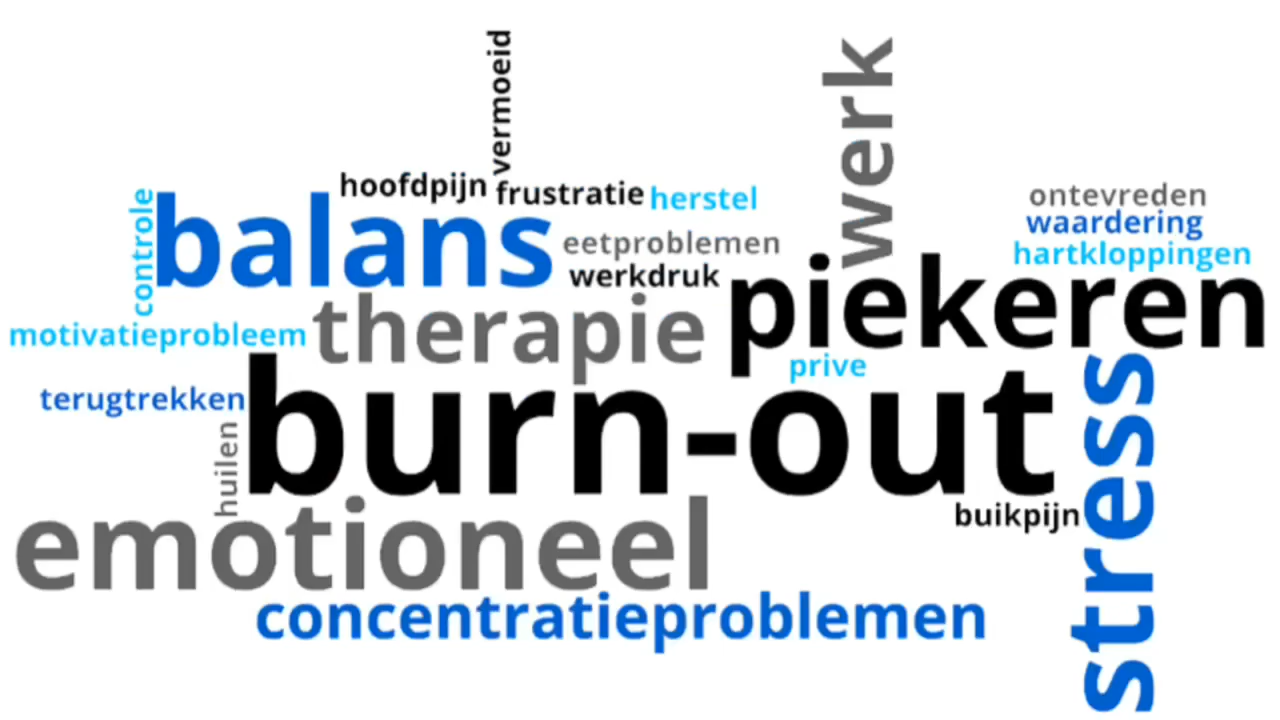 vermoeid
werk
hoofdpijn
frustratie
herstel
ontevreden
controle
balans
waardering
eetproblemen
hartkloppingen
werkdruk
piekeren
motivatieprobleem
therapie
prive
terugtrekken
burn-out
stress
huilen
buikpijn
emotioneel
concentratieproblemen